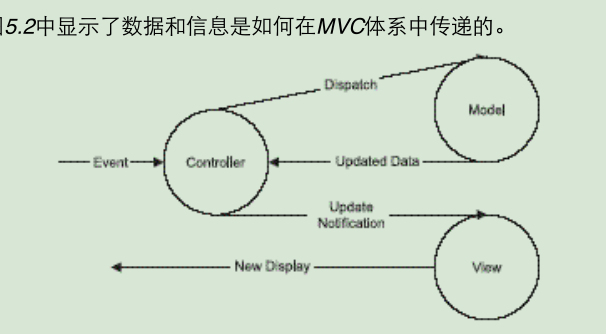 5.2中显示了数据和信息是如何在MVC体系中传递的。
Dispatch
Model
Event
Controller
Updated Data
Update
Notification
New Display
View